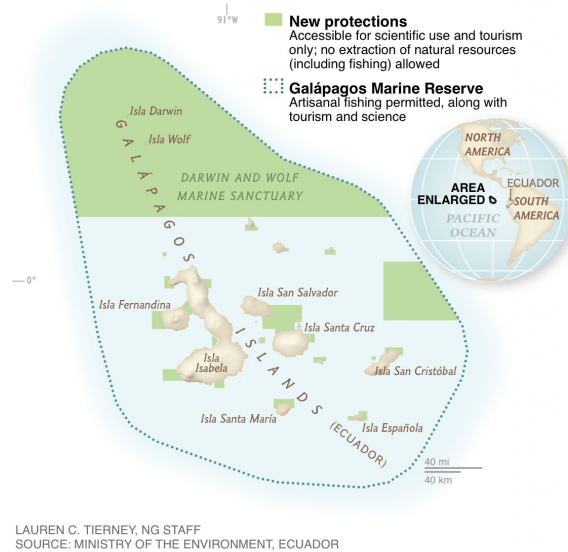 91°W
New protections
Accessible for scientific use and tourism
only; no extraction of natural resources
(including fishing) allowed
Galápagos Marine Reserve
Artisanal fishing permitted, along with
tourism and science
Isla Darwin
Isla Wolf
GALÁPAGOS
DARWIN AND WOLF
MARINE SANCTUARY
NORTH
AMERICA
AREA
ENLARGED
ECUADOR
SOUTH
AMERICA
PACIFIC
OCEAN
0°
Isla Fernandina
Isla San Salvador
Isla Santa Cruz
ISLANDS
Isla
Isabela
Isla San Cristóbal
Isla Santa María
Isla Española
(ECUADOR)
40 mi
40 km
LAUREN C. TIERNEY, NG STAFF
SOURCE: MINISTRY OF THE ENVIRONMENT, ECUADOR